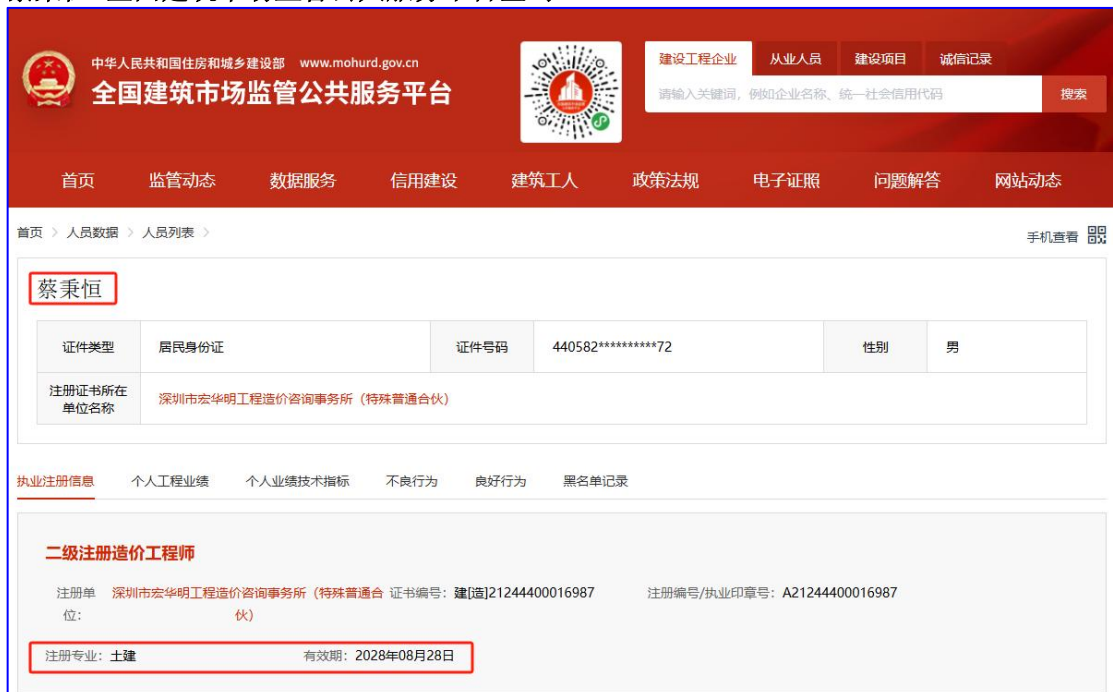 中华人民共和国住房和城乡建设部 www.mohurd.gov.cn
全国建筑市场监管公共服务平台
建设工程企业 从业人员 建设项目 诚信记录
请输入关键词，例如企业名称、统一社会信用代码 搜索
首页 监管动态 数据服务 信用建设 建筑工人 政策法规 电子证照 问题解答 网站动态
首页 > 人员数据 > 人员列表 >
手机查看
蔡秉恒
证件类型 居民身份证 证件号码 440582**********72 性别 男
注册证书所在
单位名称
深圳市宏华明工程造价咨询事务所（特殊普通合伙）
执业注册信息 个人工程业绩 个人业绩技术指标 不良行为 良好行为 黑名单记录
二级注册造价工程师
注册单 深圳市宏华明工程造价咨询事务所（特殊普通合 证书编号：建[造]21244400016987 注册编号/执业印章号：A21244400016987
位： 伙）
注册专业：土建 有效期：2028年08月28日